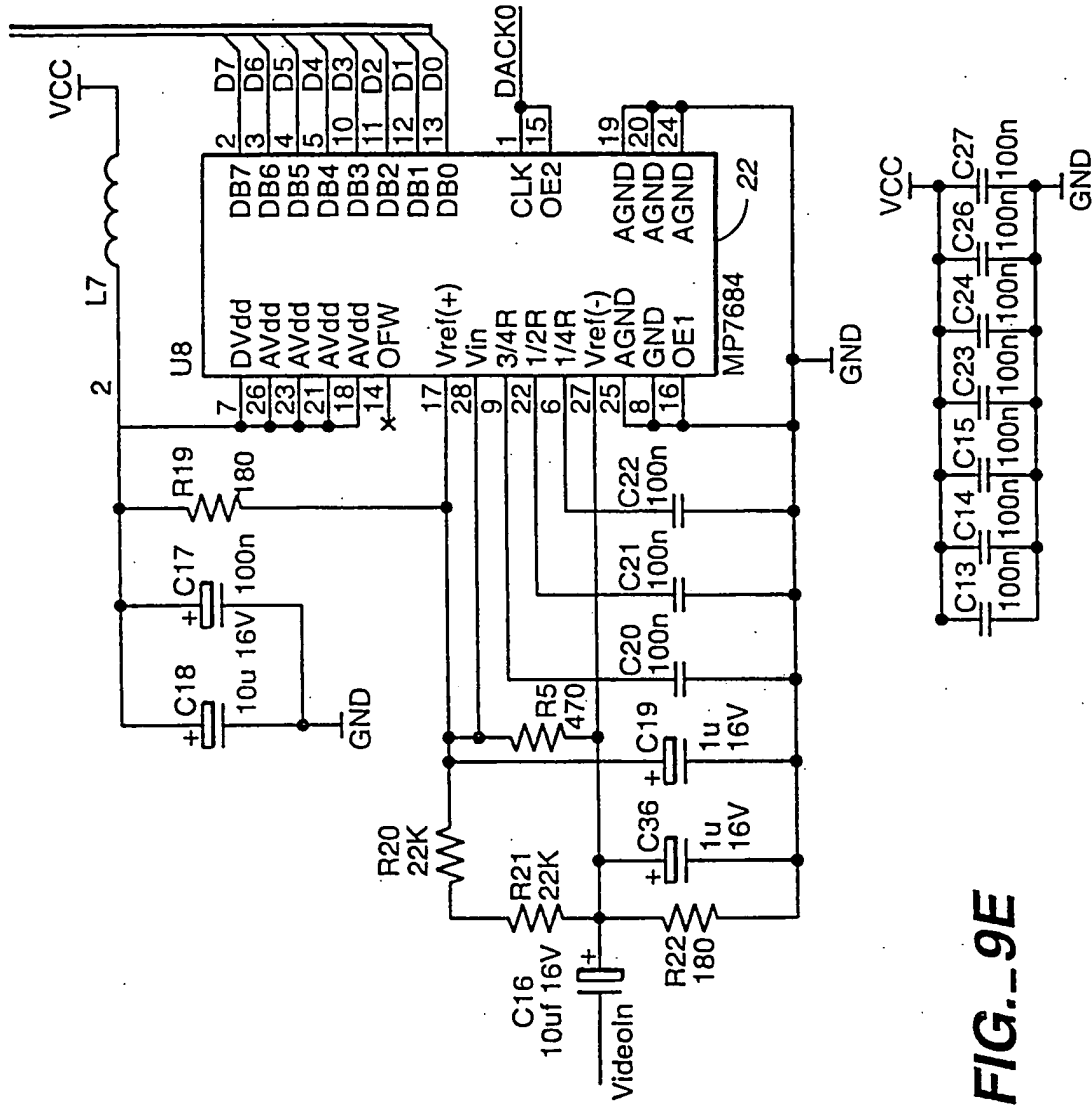 VCC
L7
2
D7
D6
D5
D4
D3
D2
D1
D0
2
3
4
5
10
11
12
13
DB7
DB6
DB5
DB4
DB3
DB2
DB1
DB0
DACK0
1
15
CLK
OE2
19
20
24
AGND
AGND
AGND
22
U8
MP7684
DVdd
AVdd
AVdd
AVdd
AVdd
OFW
Vref(+)
Vin
3/4R
1/2R
1/4R
Vref(-)
AGND
GND
OE1
7
26
23
21
18
14
17
28
9
22
6
27
25
8
16
R19
180
C17
100n
C18
10u 16V
+
+
GND
R20
22K
R21
22K
C16
10uf 16V
+
VideoIn
R22
180
C36
1u
16V
+
C19
1u
16V
+
R5
470
C20
100n
C21
100n
C22
100n
GND
VCC
C13
100n
C14
100n
C15
100n
C23
100n
C24
100n
C26
100n
C27
100n
GND
FIG._9E